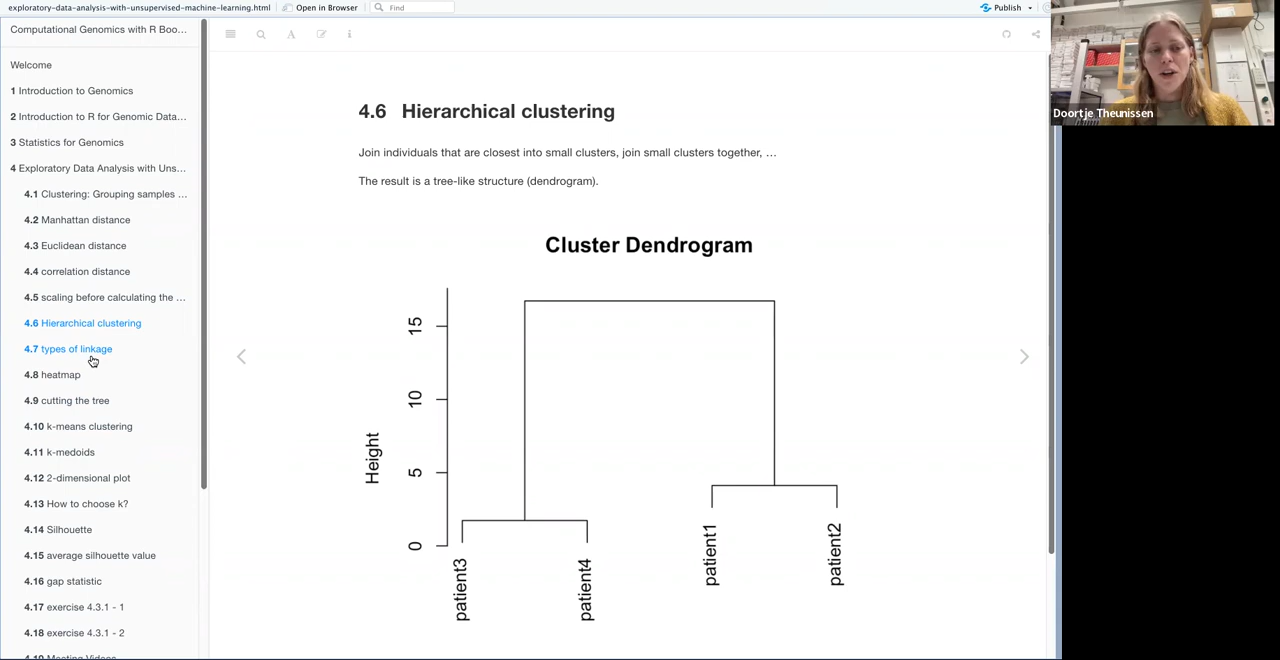 exploratory-data-analysis-with-unsupervised-machine-learning.html
Open in Browser
Find
Publish
Computational Genomics with R Boo...
Welcome
1 Introduction to Genomics
2 Introduction to R for Genomic Data...
3 Statistics for Genomics
4 Exploratory Data Analysis with Uns...
4.1 Clustering: Grouping samples ...
4.2 Manhattan distance
4.3 Euclidean distance
4.4 correlation distance
4.5 scaling before calculating the ...
4.6 Hierarchical clustering
4.7 types of linkage
4.8 heatmap
4.9 cutting the tree
4.10 k-means clustering
4.11 k-medoids
4.12 2-dimensional plot
4.13 How to choose k?
4.14 Silhouette
4.15 average silhouette value
4.16 gap statistic
4.17 exercise 4.3.1 - 1
4.18 exercise 4.3.1 - 2
4.19 Meeting Videos
A
i
4.6 Hierarchical clustering
Join individuals that are closest into small clusters, join small clusters together, …
The result is a tree-like structure (dendrogram).
Cluster Dendrogram
Height
15
10
5
0
patient3
patient4
patient1
patient2
Doortje Theunissen